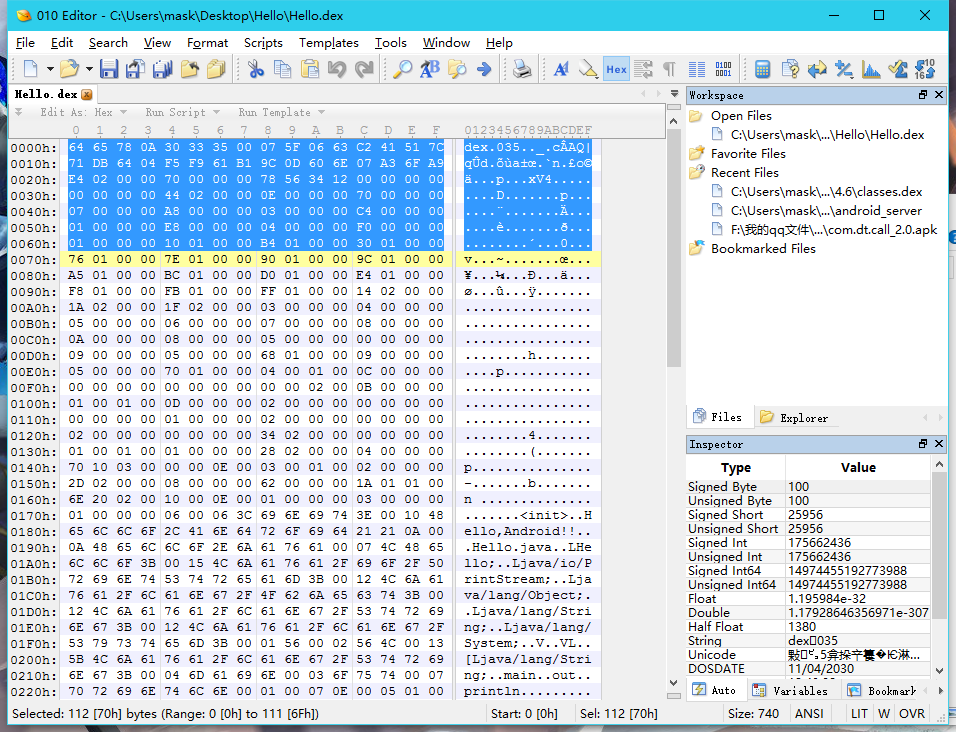 010 Editor - C:\Users\mask\Desktop\Hello\Hello.dex
File Edit Search View Format Scripts Templates Tools Window Help
Hello.dex
Edit As: Hex Run Script Run Template
0 1 2 3 4 5 6 7 8 9 A B C D E F 0123456789ABCDEF
0000h: 64 65 78 0A 30 33 35 00 07 5F 06 63 C2 41 51 7C dex.035.._.cÂAQ|
0010h: 71 DB 64 04 F5 F9 61 B1 9C 0D 60 6E 07 A3 6F A9 qÛd.õùa±œ.`n.£o©
0020h: E4 02 00 00 70 00 00 00 78 56 34 12 00 00 00 00 ä...p...xV4.....
0030h: 00 00 00 00 44 02 00 00 0E 00 00 00 70 00 00 00 ....D.......p...
0040h: 07 00 00 00 A8 00 00 00 03 00 00 00 C4 00 00 00 ....¨.......Ä...
0050h: 01 00 00 00 E8 00 00 00 04 00 00 00 F0 00 00 00 ....è.......ð...
0060h: 01 00 00 00 10 01 00 00 B4 01 00 00 30 01 00 00 ........´...0...
0070h: 76 01 00 00 7E 01 00 00 90 01 00 00 9C 01 00 00 v...~.......œ...
0080h: A5 01 00 00 BC 01 00 00 D0 01 00 00 E4 01 00 00 ¥...¼...Ð...ä...
0090h: F8 01 00 00 FB 01 00 00 FF 01 00 00 14 02 00 00 ø...û...ÿ.......
00A0h: 1A 02 00 00 1F 02 00 00 03 00 00 00 04 00 00 00 ................
00B0h: 05 00 00 00 06 00 00 00 07 00 00 00 08 00 00 00 ................
00C0h: 0A 00 00 00 08 00 00 00 05 00 00 00 00 00 00 00 ................
00D0h: 09 00 00 00 05 00 00 00 68 01 00 00 09 00 00 00 ........h.......
00E0h: 05 00 00 00 70 01 00 00 04 00 01 00 0C 00 00 00 ....p...........
00F0h: 00 00 00 00 00 00 00 00 00 00 02 00 0B 00 00 00 ................
0100h: 01 00 01 00 0D 00 00 00 02 00 00 00 00 00 00 00 ................
0110h: 00 00 00 00 01 00 00 00 02 00 00 00 00 00 00 00 ................
0120h: 02 00 00 00 00 00 00 00 34 02 00 00 00 00 00 00 ........4.......
0130h: 01 00 01 00 01 00 00 00 28 02 00 00 04 00 00 00 ........(.......
0140h: 70 10 03 00 00 00 0E 00 03 00 01 00 02 00 00 00 p...............
0150h: 2D 02 00 00 08 00 00 00 62 00 00 00 1A 01 01 00 -.......b.......
0160h: 6E 20 02 00 10 00 0E 00 01 00 00 00 03 00 00 00 n ..............
0170h: 01 00 00 00 06 00 06 3C 69 6E 69 74 3E 00 10 48 .......<init>..H
0180h: 65 6C 6C 6F 2C 41 6E 64 72 6F 69 64 21 21 0A 00 ello,Android!!..
0190h: 0A 48 65 6C 6C 6F 2E 6A 61 76 61 00 07 4C 48 65 .Hello.java..LHe
01A0h: 6C 6C 6F 3B 00 15 4C 6A 61 76 61 2F 69 6F 2F 50 llo;..Ljava/io/P
01B0h: 72 69 6E 74 53 74 72 65 61 6D 3B 00 12 4C 6A 61 rintStream;..Lja
01C0h: 76 61 2F 6C 61 6E 67 2F 4F 62 6A 65 63 74 3B 00 va/lang/Object;.
01D0h: 12 4C 6A 61 76 61 2F 6C 61 6E 67 2F 53 74 72 69 .Ljava/lang/Stri
01E0h: 6E 67 3B 00 12 4C 6A 61 76 61 2F 6C 61 6E 67 2F ng;..Ljava/lang/
01F0h: 53 79 73 74 65 6D 3B 00 01 56 00 02 56 4C 00 13 System;..V..VL..
0200h: 5B 4C 6A 61 76 61 2F 6C 61 6E 67 2F 53 74 72 69 [Ljava/lang/Stri
0210h: 6E 67 3B 00 04 6D 61 69 6E 00 03 6F 75 74 00 07 ng;..main..out..
0220h: 70 72 69 6E 74 6C 6E 00 01 00 07 0E 00 05 01 00 println.........
Workspace
Open Files
C:\Users\mask\...\Hello\Hello.dex
Favorite Files
Recent Files
C:\Users\mask\...\4.6\classes.dex
C:\Users\mask\...\android_server
F:\我的qq文件\...\com.dt.call_2.0.apk
Bookmarked Files
Files Explorer
Inspector
Type Value
Signed Byte 100
Unsigned Byte 100
Signed Short 25956
Unsigned Short 25956
Signed Int 175662436
Unsigned Int 175662436
Signed Int64 14974455192773988
Unsigned Int64 14974455192773988
Float 1.195984e-32
Double 1.17928646356971e-307
Half Float 1380
String dex035
Unicode
DOSDATE 11/04/2030
Auto Variables Bookmark
Selected: 112 [70h] bytes (Range: 0 [0h] to 111 [6Fh]) Start: 0 [0h] Sel: 112 [70h] Size: 740 ANSI LIT W OVR